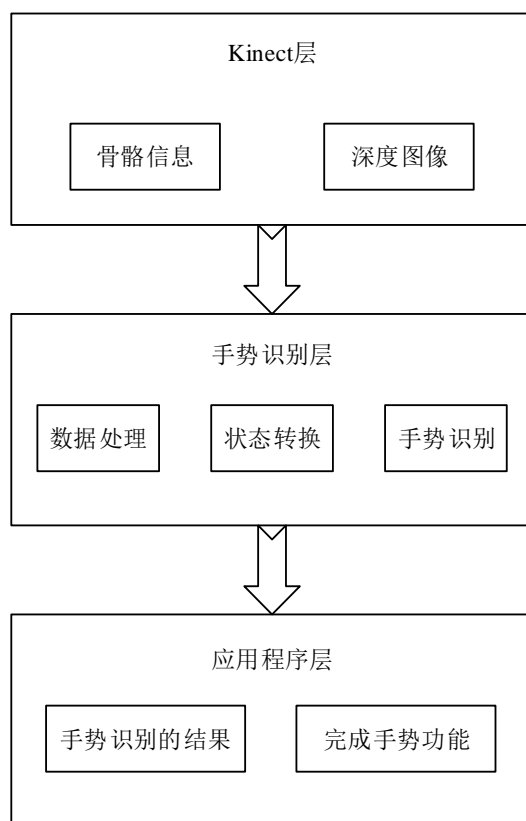 Kinect层
骨骼信息
深度图像
手势识别层
数据处理
状态转换
手势识别
应用程序层
手势识别的结果
完成手势功能